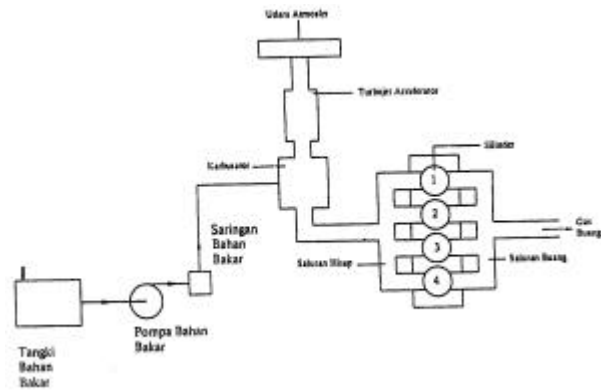 Udara Atmosfer
Turbojet Accelerator
Karburator
Silinder
1
2
3
4
Saringan
Bahan
Bakar
Saluran Hisap
Saluran Buang
Gas
Buang
Pompa Bahan
Bakar
Tangki
Bahan
Bakar